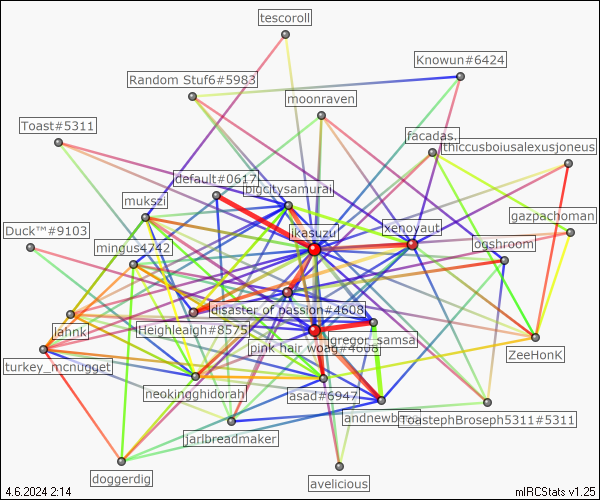 tescoroll
Knowun#6424
Random Stuf6#5983
moonraven
Toast#5311
facadas.
thiccusboiusalexusjoneus
default#0617
bigcitysamurai
mukszi
ikasuzu
xenovaut
gazpachoman
Duck™#9103
mingus4742
ogshroom
disaster of passion#4608
lahnk
Heighleaigh#8575
gregor_samsa
pink hair woag#4608
ZeeHonK
turkey_mcnugget
neokingghidorah
asad#6947
andnewb
ToastephBroseph5311#5311
jarlbreadmaker
doggerdig
avelicious
4.6.2024 2:14
mIRCStats v1.25